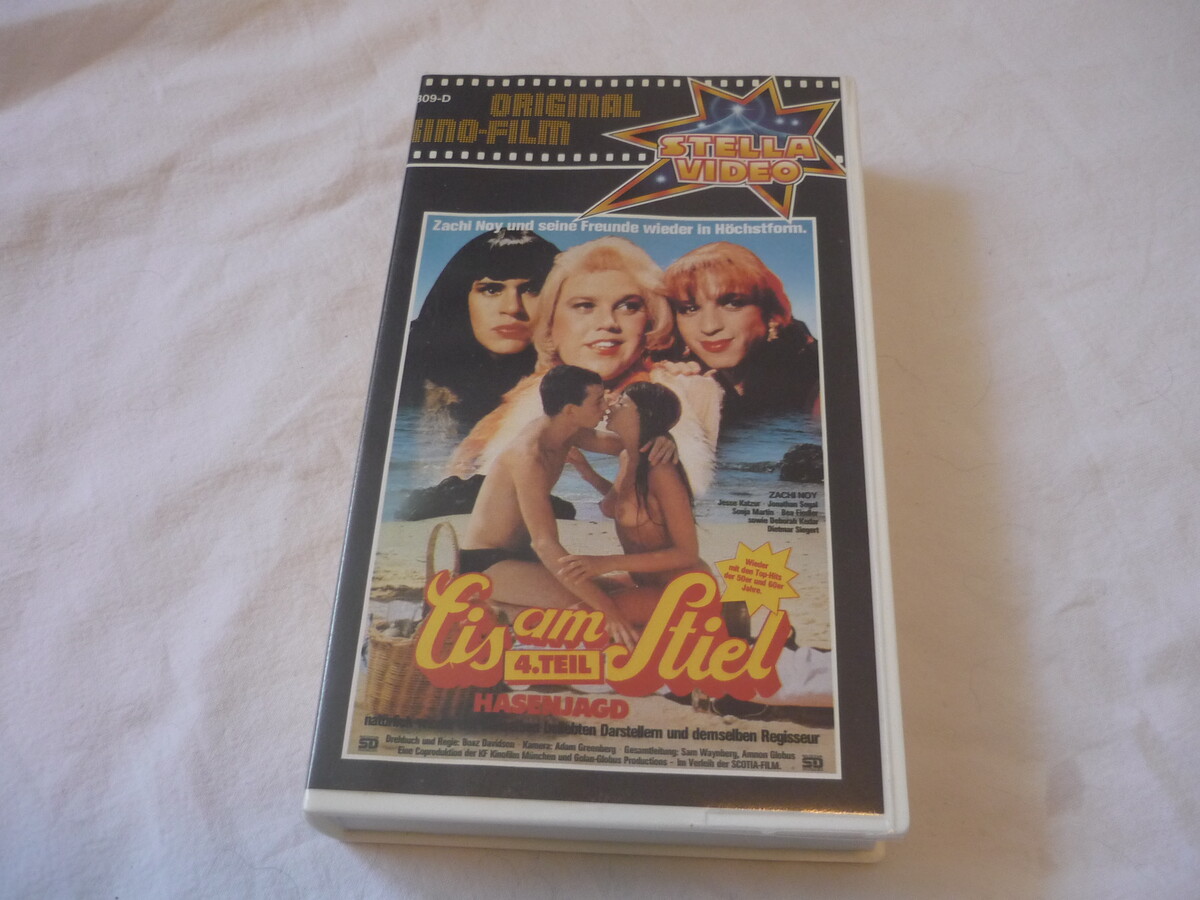 809-D
ORIGINAL
KINO-FILM
STELLA
VIDEO
Zachi Noy und seine Freunde wieder in Höchstform.
ZACHI NOY
Jesse Katzur · Jonathan Segal
Sonja Martin · Bea Fiedler
sowie Deborah Keidar
Dietmar Siegert
Wieder
mit den Top-Hits
der 50er und 60er
Jahre.
Eis am Stiel
4.TEIL
HASENJAGD
Darstellern und demselben Regisseur
Drehbuch und Regie: Boaz Davidson - Kamera: Adam Greenberg Gesamtleitung: Sam Waynberg, Amnon Globus
Eine Coproduktion der KF Kinofilm München und Golan-Globus Productions – Im Verleih der SCOTIA-FILM.
SD
SD